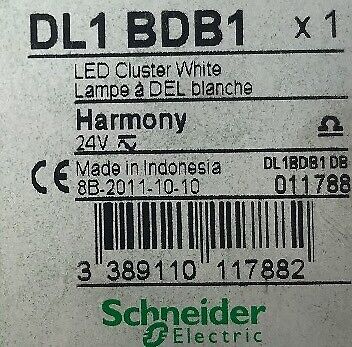 DL1 BDB1 x 1
LED Cluster White
Lampe à DEL blanche
Harmony
24V
Made in Indonesia DL1BDB1 DB
CE 8B-2011-10-10 011788
3 389110 117882
Schneider
Electric